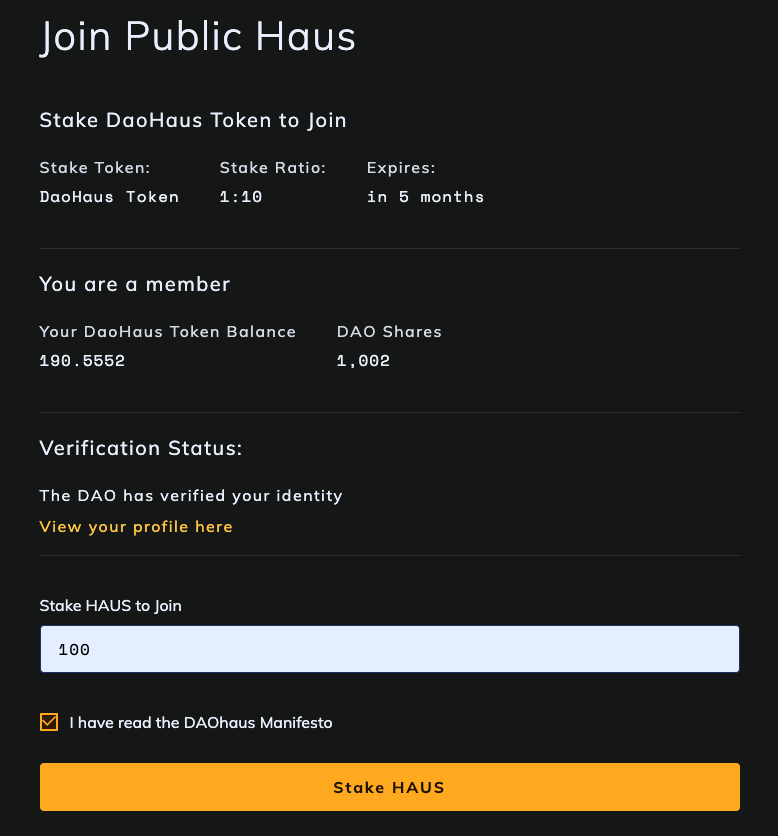 Join Public Haus
Stake DaoHaus Token to Join
Stake Token: Stake Ratio: Expires:
DaoHaus Token 1:10 in 5 months
You are a member
Your DaoHaus Token Balance DAO Shares
190.5552 1,002
Verification Status:
The DAO has verified your identity
View your profile here
Stake HAUS to Join
100
I have read the DAOhaus Manifesto
Stake HAUS